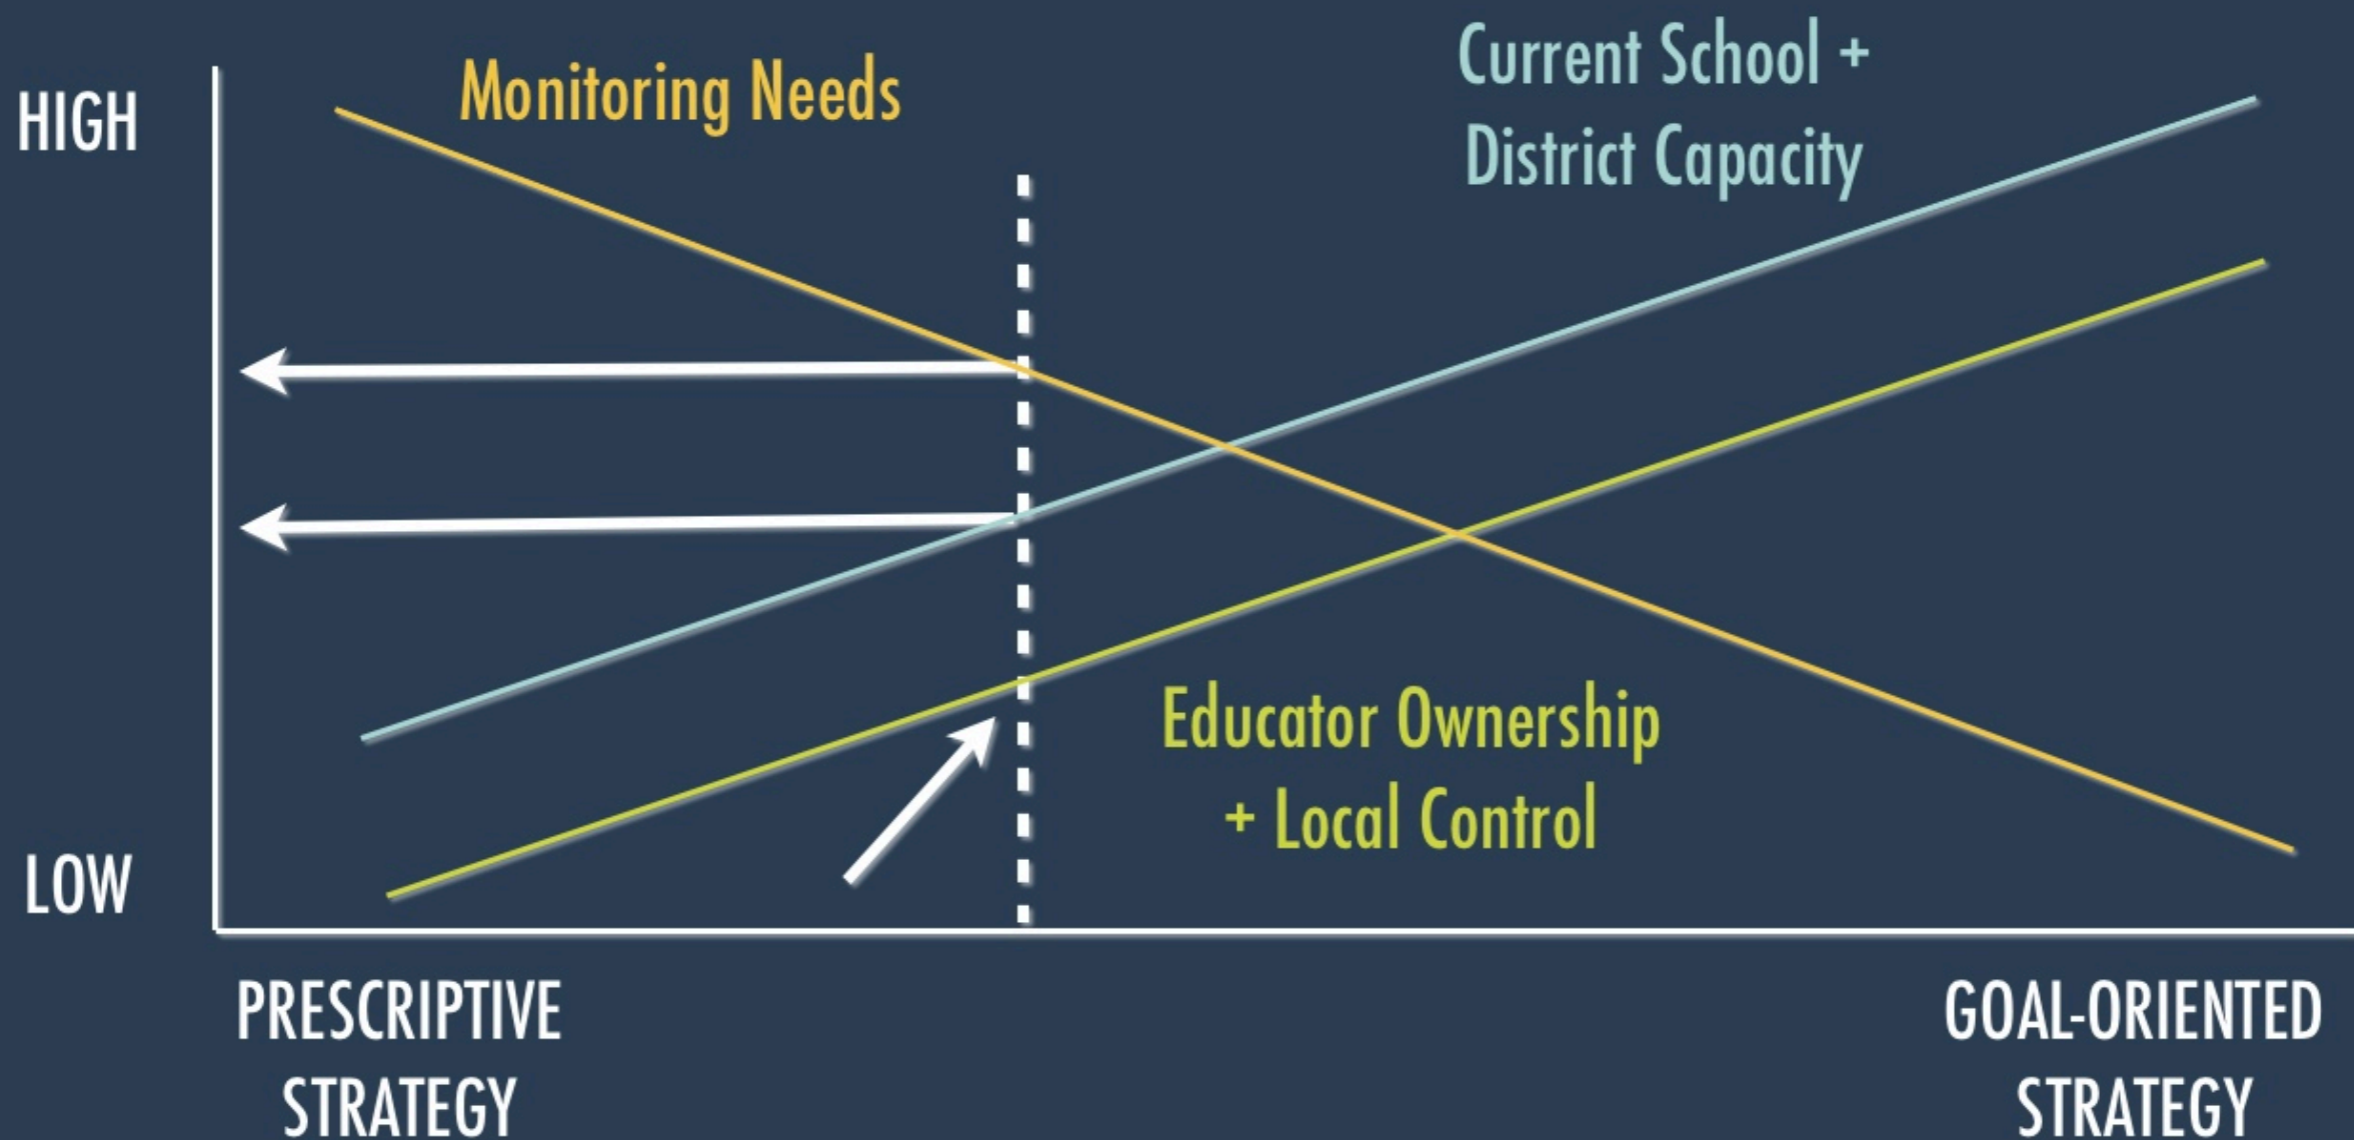 Current School +
District Capacity
Monitoring Needs
HIGH
Educator Ownership
+ Local Control
LOW
PRESCRIPTIVE
STRATEGY
GOAL-ORIENTED
STRATEGY